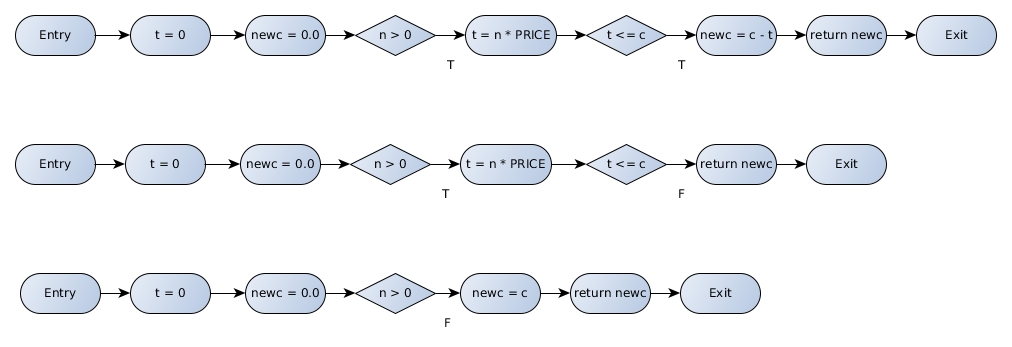 Entry t = 0 newc = 0.0 n > 0 t = n * PRICE t <= c newc = c - t return newc Exit
T T
Entry t = 0 newc = 0.0 n > 0 t = n * PRICE t <= c return newc Exit
T F
Entry t = 0 newc = 0.0 n > 0 newc = c return newc Exit
F